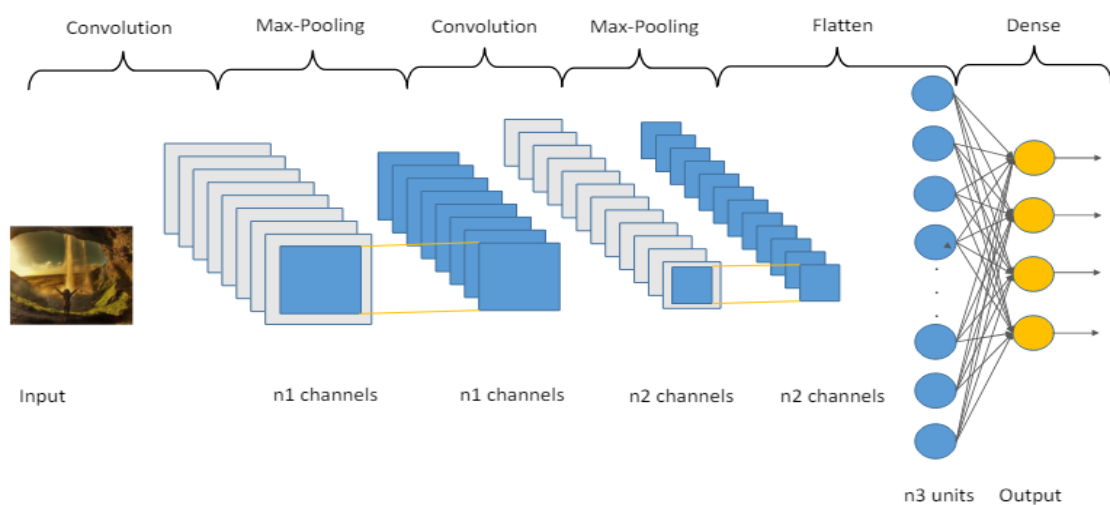 Convolution
Max-Pooling
Convolution
Max-Pooling
Flatten
Dense
Input
n1 channels
n1 channels
n2 channels
n2 channels
n3 units
Output